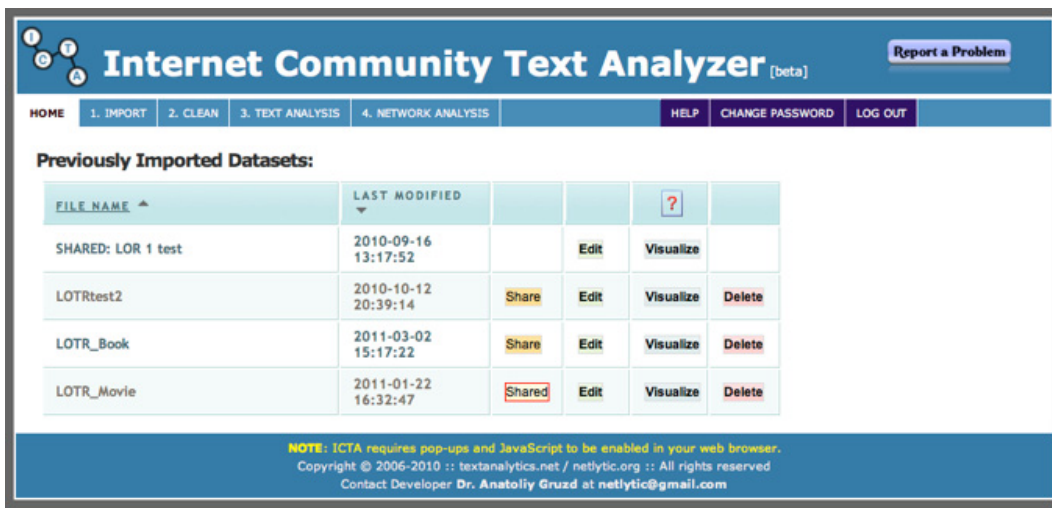 I
T
C
A
Internet Community Text Analyzer [beta]
Report a Problem
HOME 1. IMPORT 2. CLEAN 3. TEXT ANALYSIS 4. NETWORK ANALYSIS HELP CHANGE PASSWORD LOG OUT
Previously Imported Datasets:
FILE NAME LAST MODIFIED ?
SHARED: LOR 1 test 2010-09-16 Edit Visualize
13:17:52
LOTRtest2 2010-10-12 Share Edit Visualize Delete
20:39:14
LOTR_Book 2011-03-02 Share Edit Visualize Delete
15:17:22
LOTR_Movie 2011-01-22 Shared Edit Visualize Delete
16:32:47
NOTE: ICTA requires pop-ups and JavaScript to be enabled in your web browser.
Copyright © 2006-2010 :: textanalytics.net / netlytic.org :: All rights reserved
Contact Developer Dr. Anatoliy Gruzd at netlytic@gmail.com